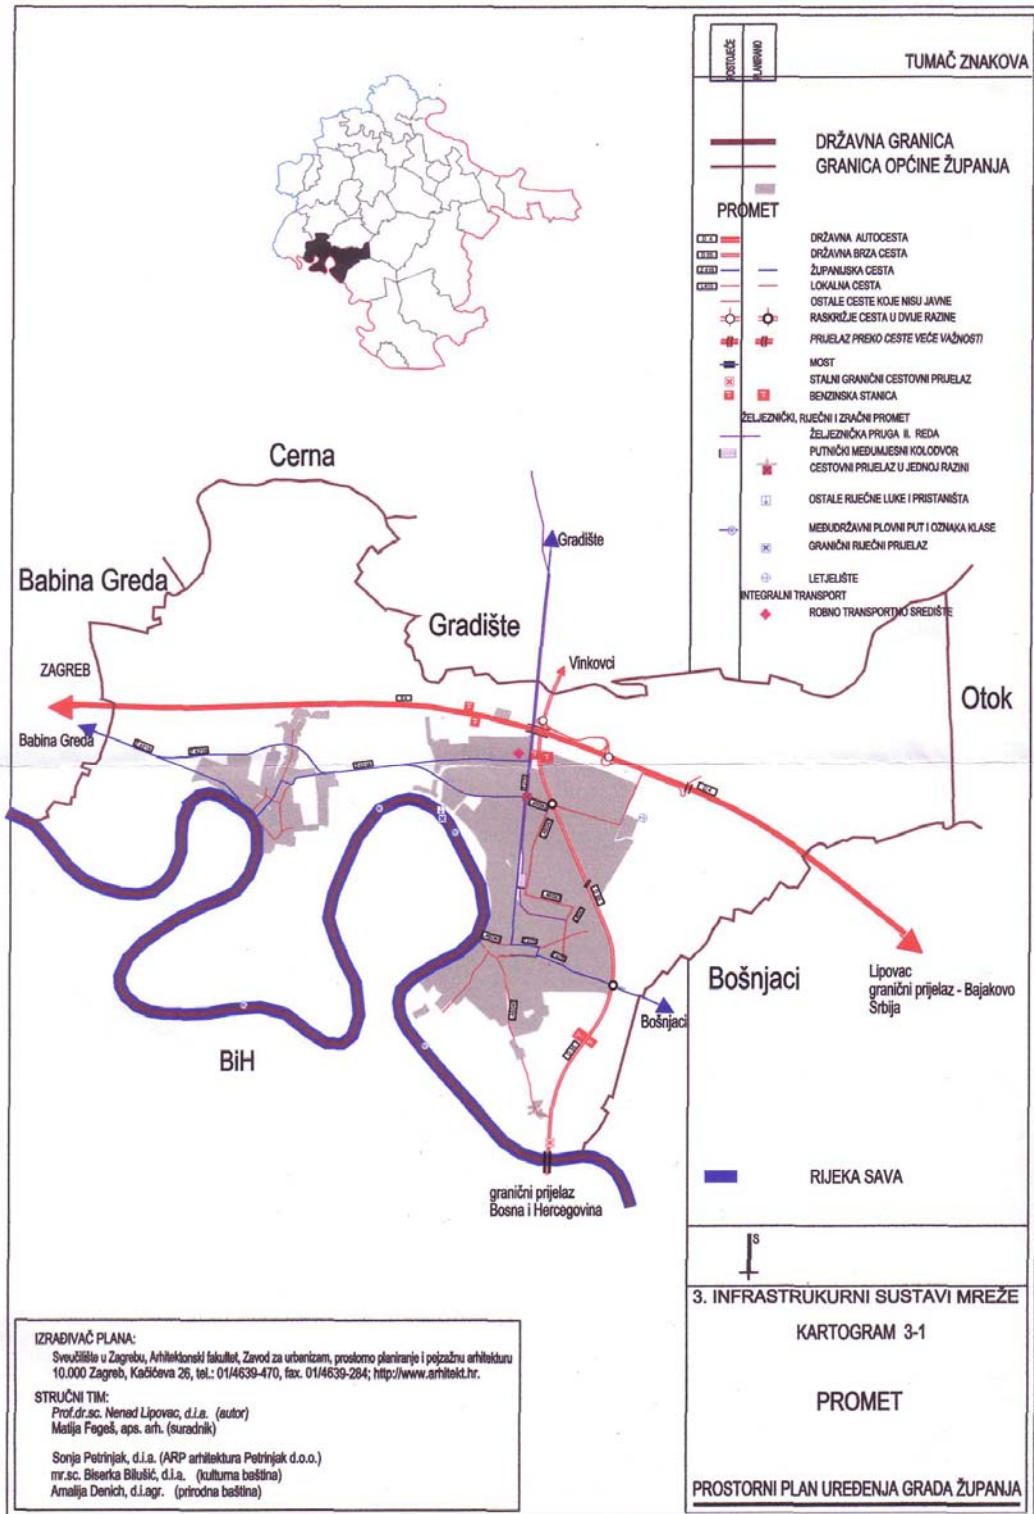 POSTOJEĆE
PLANIRANO
TUMAČ ZNAKOVA
DRŽAVNA GRANICA
GRANICA OPĆINE ŽUPANJA
PROMET
DRŽAVNA AUTOCESTA
DRŽAVNA BRZA CESTA
ŽUPANIJSKA CESTA
LOKALNA CESTA
OSTALE CESTE KOJE NISU JAVNE
RASKRIŽJE CESTA U DVIJE RAZINE
PRIJELAZ PREKO CESTE VEĆE VAŽNOSTI
MOST
STALNI GRANIČNI CESTOVNI PRIJELAZ
BENZINSKA STANICA
ŽELJEZNIČKI, RIJEČNI I ZRAČNI PROMET
ŽELJEZNIČKA PRUGA II. REDA
PUTNIČKI MEĐUMJESNI KOLODVOR
CESTOVNI PRIJELAZ U JEDNOJ RAZINI
OSTALE RIJEČNE LUKE I PRISTANIŠTA
MEĐUDRŽAVNI PLOVNI PUT I OZNAKA KLASE
GRANIČNI RIJEČNI PRIJELAZ
LETJELIŠTE
INTEGRALNI TRANSPORT
ROBNO TRANSPORTNO SREDIŠTE
Cerna
Gradište
Babina Greda
Gradište
Vinkovci
ZAGREB
Otok
Babina Greda
Bošnjaci
Lipovac
granični prijelaz - Bajakovo
Srbija
Bošnjaci
BiH
granični prijelaz
Bosna i Hercegovina
RIJEKA SAVA
S
3. INFRASTRUKURNI SUSTAVI MREŽE
KARTOGRAM 3-1
PROMET
PROSTORNI PLAN UREĐENJA GRADA ŽUPANJA
IZRAĐIVAČ PLANA:
Sveučilište u Zagrebu, Arhitektonski fakultet, Zavod za urbanizam, prostorno planiranje i pejzažnu arhitekturu
10.000 Zagreb, Kačićeva 26, tel.: 01/4639-470, fax. 01/4639-284; http://www.arhitekt.hr.
STRUČNI TIM:
Prof.dr.sc. Nenad Lipovac, d.i.a. (autor)
Matija Fegeš, aps. arh. (suradnik)
Sonja Petrinjak, d.i.a. (ARP arhitektura Petrinjak d.o.o.)
mr.sc. Biserka Bilušić, d.i.a. (kulturna baština)
Amalija Denich, d.i.agr. (prirodna baština)